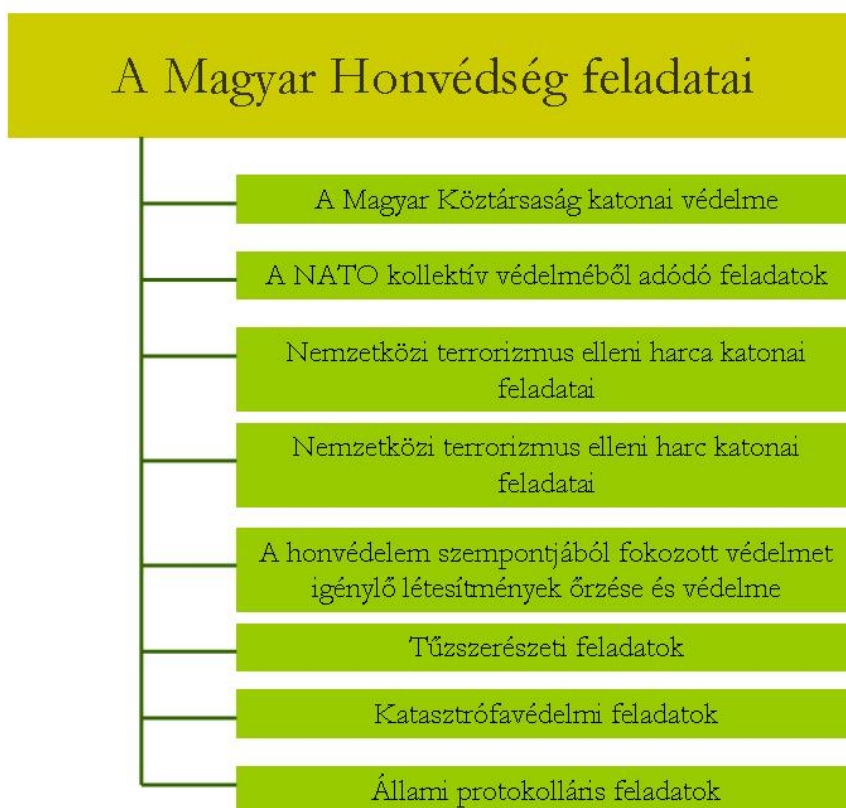 A Magyar Honvédség feladatai
A Magyar Köztársaság katonai védelme
A NATO kollektív védelméből adódó feladatok
Nemzetközi terrorizmus elleni harca katonai
feladatai
Nemzetközi terrorizmus elleni harc katonai
feladatai
A honvédelem szempontjából fokozott védelmet
igénylő létesítmények őrzése és védelme
Tűzszerészeti feladatok
Katasztrófavédelmi feladatok
Állami protokolláris feladatok